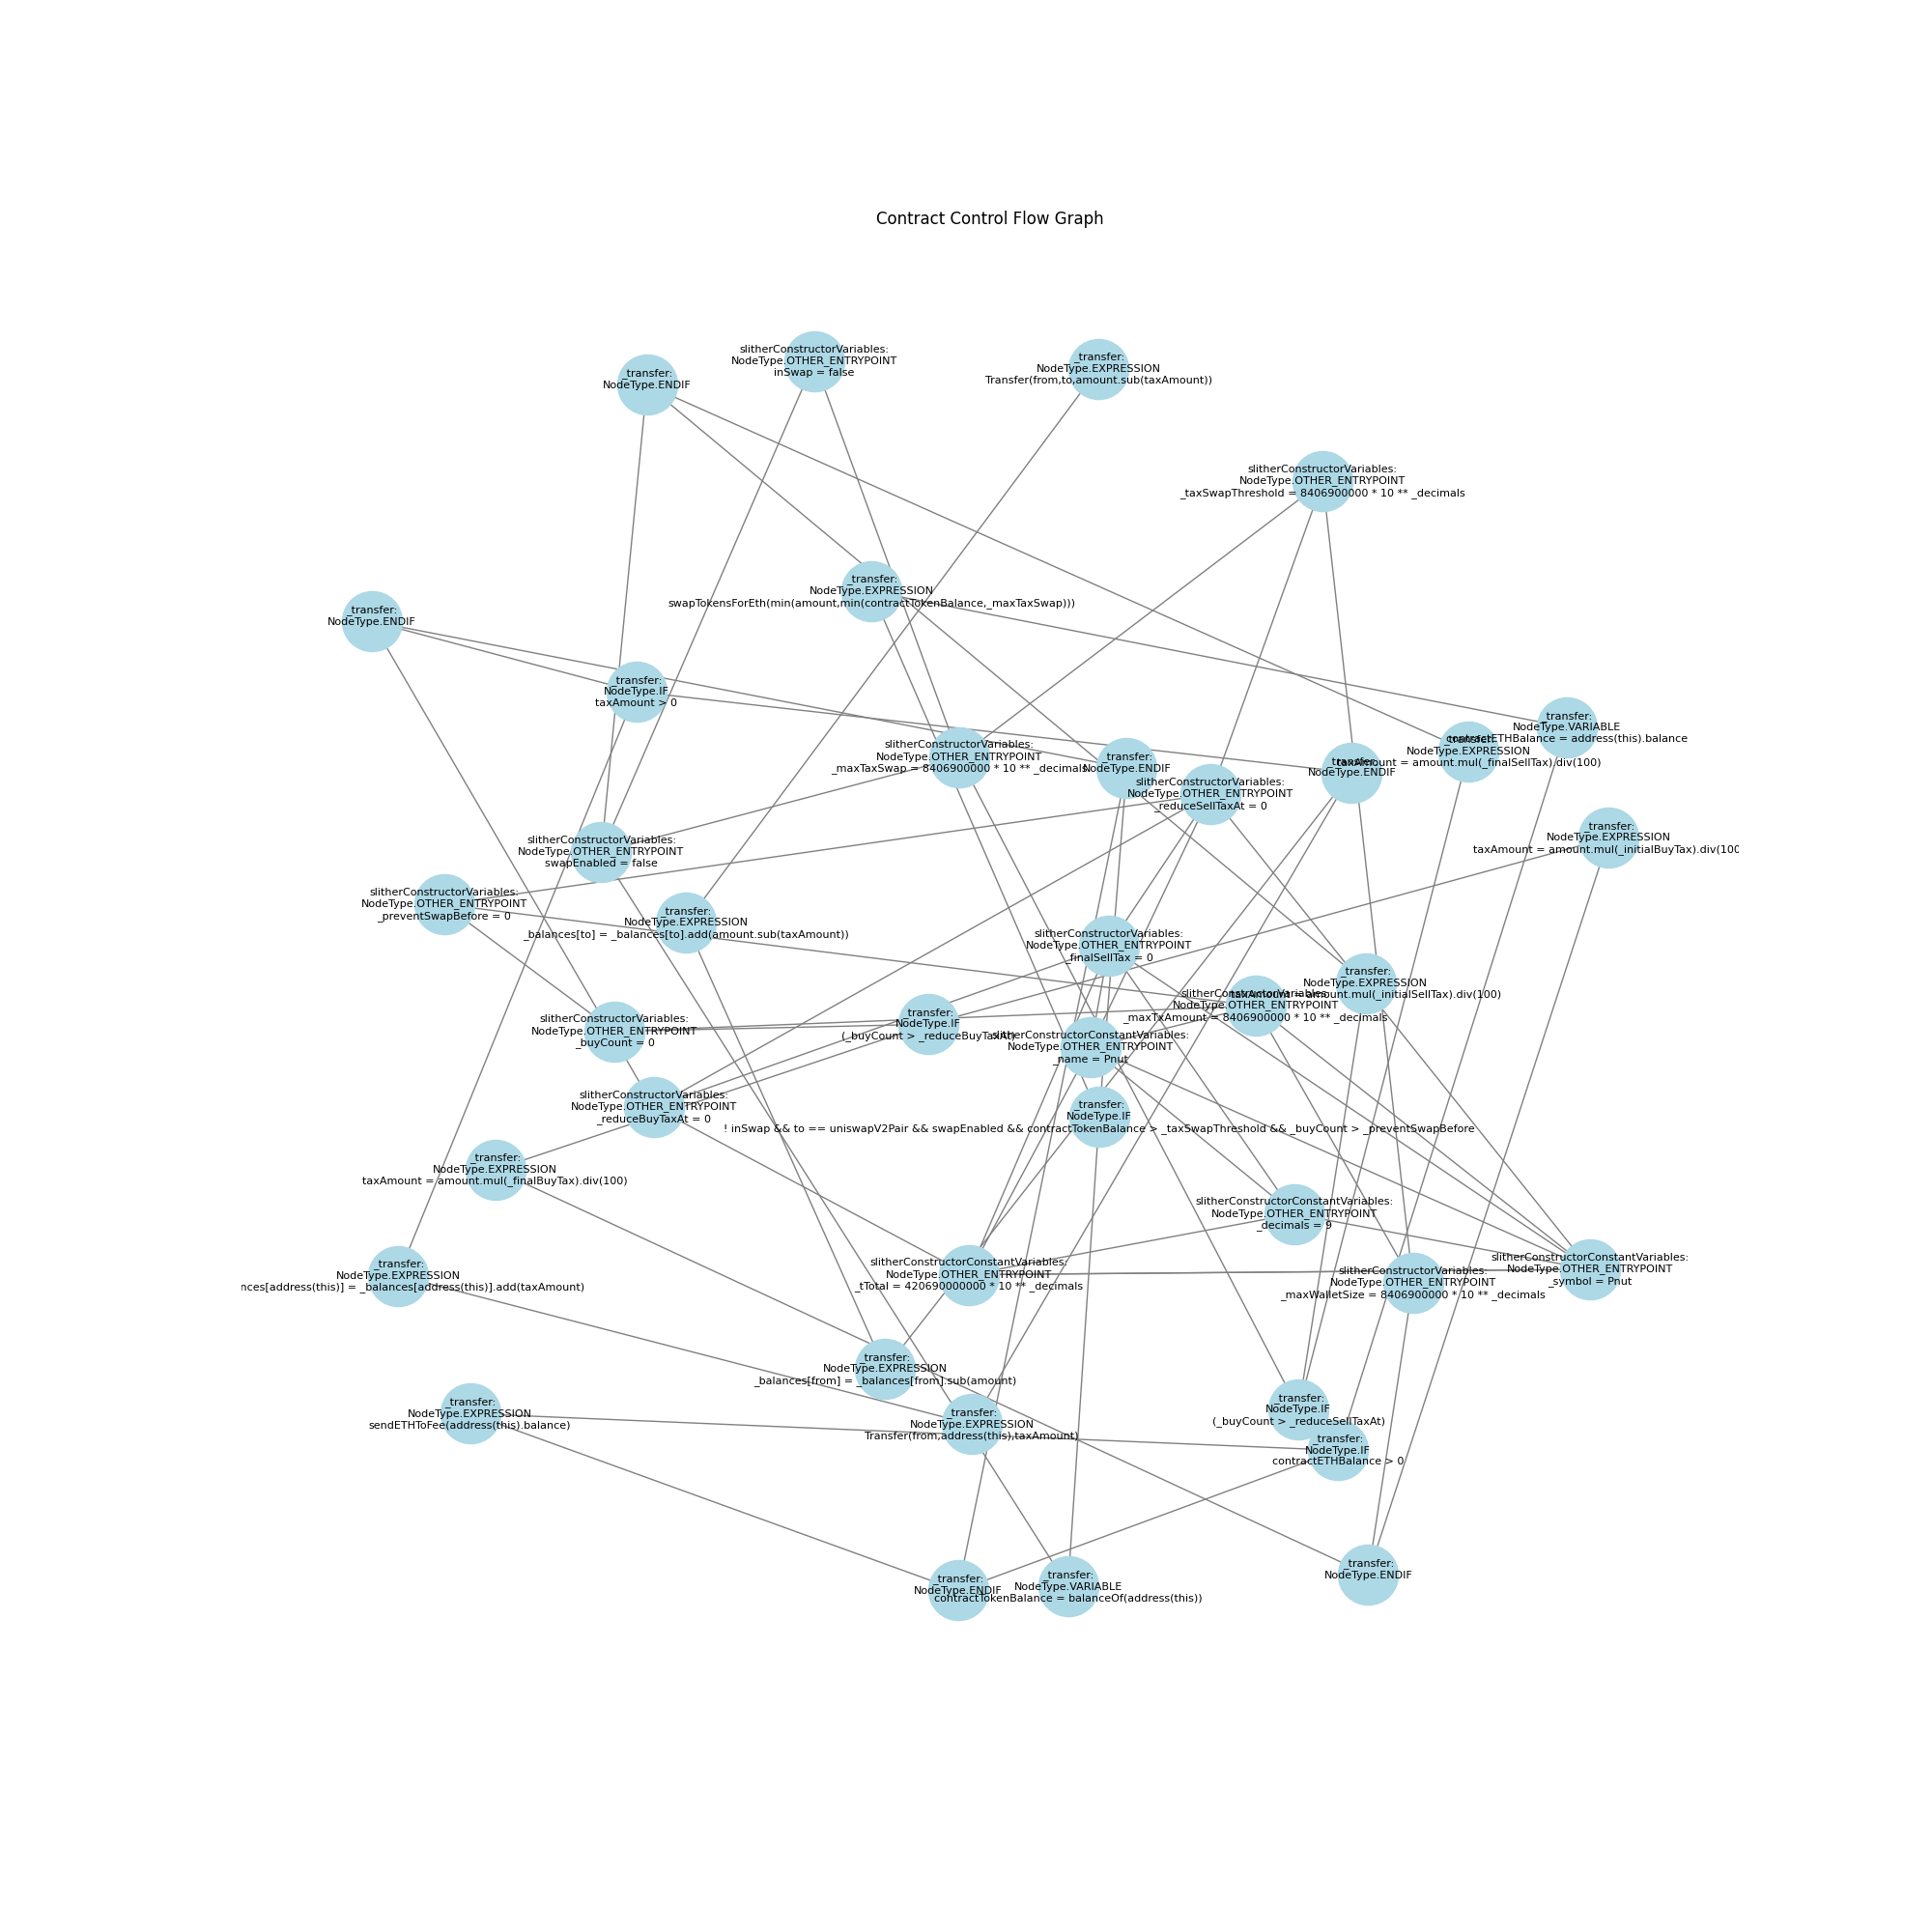 Contract Control Flow Graph
slitherConstructorVariables:
NodeType.OTHER_ENTRYPOINT
inSwap = false
_transfer:
NodeType.EXPRESSION
Transfer(from,to,amount.sub(taxAmount))
_transfer:
NodeType.ENDIF
slitherConstructorVariables:
NodeType.OTHER_ENTRYPOINT
_taxSwapThreshold = 8406900000 * 10 ** _decimals
_transfer:
NodeType.EXPRESSION
swapTokensForEth(min(amount,min(contractTokenBalance,_maxTaxSwap)))
_transfer:
NodeType.ENDIF
_transfer:
NodeType.IF
taxAmount > 0
_transfer:
NodeType.VARIABLE
contractETHBalance = address(this).balance
_transfer:
NodeType.EXPRESSION
taxAmount = amount.mul(_finalSellTax).div(100)
slitherConstructorVariables:
NodeType.OTHER_ENTRYPOINT
_maxTaxSwap = 8406900000 * 10 ** _decimals
_transfer:
NodeType.ENDIF
_transfer:
NodeType.ENDIF
slitherConstructorVariables:
NodeType.OTHER_ENTRYPOINT
_reduceSellTaxAt = 0
_transfer:
NodeType.EXPRESSION
taxAmount = amount.mul(_initialBuyTax).div(100
slitherConstructorVariables:
NodeType.OTHER_ENTRYPOINT
swapEnabled = false
slitherConstructorVariables:
NodeType.OTHER_ENTRYPOINT
_preventSwapBefore = 0
_transfer:
NodeType.EXPRESSION
_balances[to] = _balances[to].add(amount.sub(taxAmount))
slitherConstructorVariables:
NodeType.OTHER_ENTRYPOINT
_finalSellTax = 0
_transfer:
NodeType.EXPRESSION
taxAmount = amount.mul(_initialSellTax).div(100)
slitherConstructorVariables:
NodeType.OTHER_ENTRYPOINT
_maxTxAmount = 8406900000 * 10 ** _decimals
_transfer:
NodeType.IF
(_buyCount > _reduceBuyTaxAt)
slitherConstructorVariables:
NodeType.OTHER_ENTRYPOINT
_buyCount = 0
slitherConstructorConstantVariables:
NodeType.OTHER_ENTRYPOINT
_name = Pnut
slitherConstructorVariables:
NodeType.OTHER_ENTRYPOINT
_reduceBuyTaxAt = 0
_transfer:
NodeType.IF
! inSwap && to == uniswapV2Pair && swapEnabled && contractTokenBalance > _taxSwapThreshold && _buyCount > _preventSwapBefore
_transfer:
NodeType.EXPRESSION
taxAmount = amount.mul(_finalBuyTax).div(100)
slitherConstructorConstantVariables:
NodeType.OTHER_ENTRYPOINT
_decimals = 9
_transfer:
NodeType.EXPRESSION
nces[address(this)] = _balances[address(this)].add(taxAmount)
slitherConstructorConstantVariables:
NodeType.OTHER_ENTRYPOINT
_tTotal = 420690000000 * 10 ** _decimals
slitherConstructorVariables:
NodeType.OTHER_ENTRYPOINT
_maxWalletSize = 8406900000 * 10 ** _decimals
slitherConstructorConstantVariables:
NodeType.OTHER_ENTRYPOINT
_symbol = Pnut
_transfer:
NodeType.EXPRESSION
_balances[from] = _balances[from].sub(amount)
_transfer:
NodeType.EXPRESSION
sendETHToFee(address(this).balance)
_transfer:
NodeType.EXPRESSION
Transfer(from,address(this),taxAmount)
_transfer:
NodeType.IF
(_buyCount > _reduceSellTaxAt)
_transfer:
NodeType.IF
contractETHBalance > 0
_transfer:
NodeType.ENDIF
_transfer:
NodeType.VARIABLE
contractTokenBalance = balanceOf(address(this))
_transfer:
NodeType.ENDIF